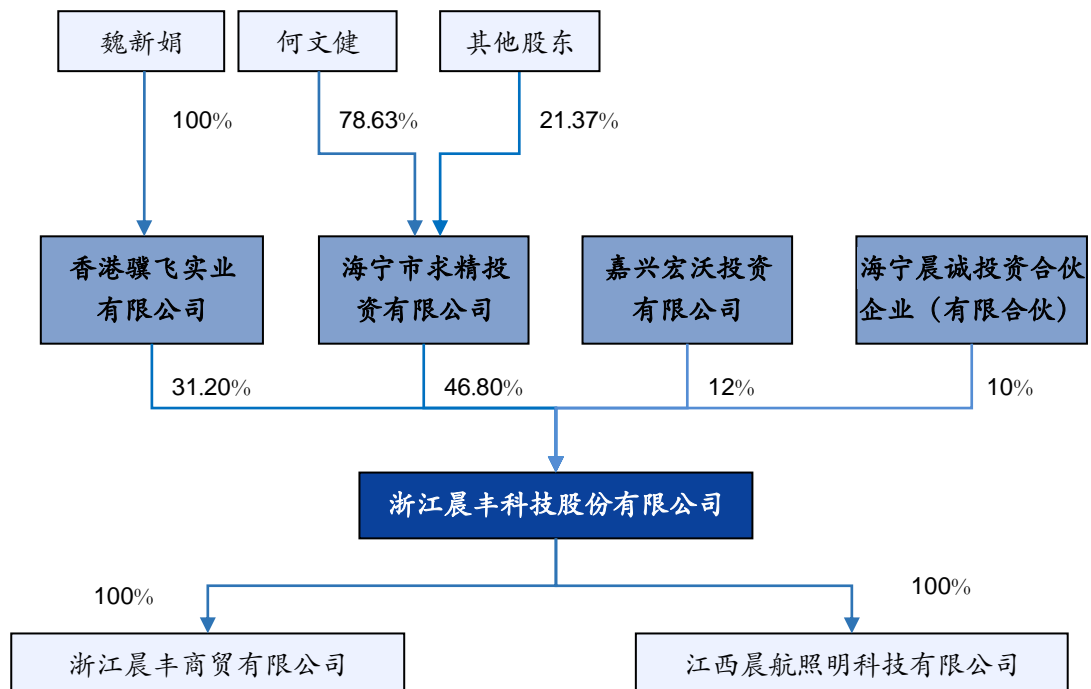 魏新娟
何文健
其他股东
100%
78.63%
21.37%
香港骥飞实业
有限公司
海宁市求精投
资有限公司
嘉兴宏沃投资
有限公司
海宁晨诚投资合伙
企业（有限合伙）
31.20%
46.80%
12%
10%
浙江晨丰科技股份有限公司
100%
100%
浙江晨丰商贸有限公司
江西晨航照明科技有限公司